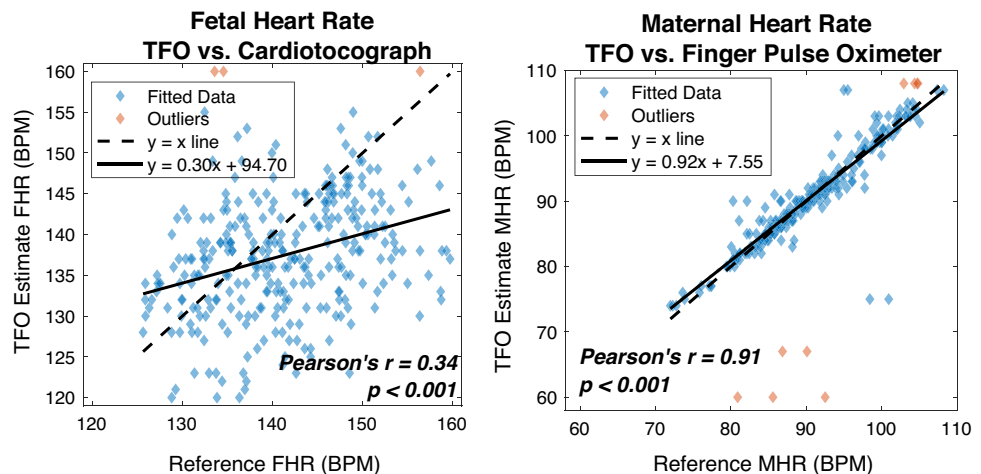 Fetal Heart Rate
TFO vs. Cardiotocograph
160
155
150
145
140
135
130
125
120
TFO Estimate FHR (BPM)
Fitted Data
Outliers
y = x line
y = 0.30x + 94.70
Pearson's r = 0.34
p < 0.001
120
130
140
150
160
Reference FHR (BPM)
Maternal Heart Rate
TFO vs. Finger Pulse Oximeter
110
100
90
80
70
60
TFO Estimate MHR (BPM)
Fitted Data
Outliers
y = x line
y = 0.92x + 7.55
Pearson's r = 0.91
p < 0.001
60
70
80
90
100
110
Reference MHR (BPM)